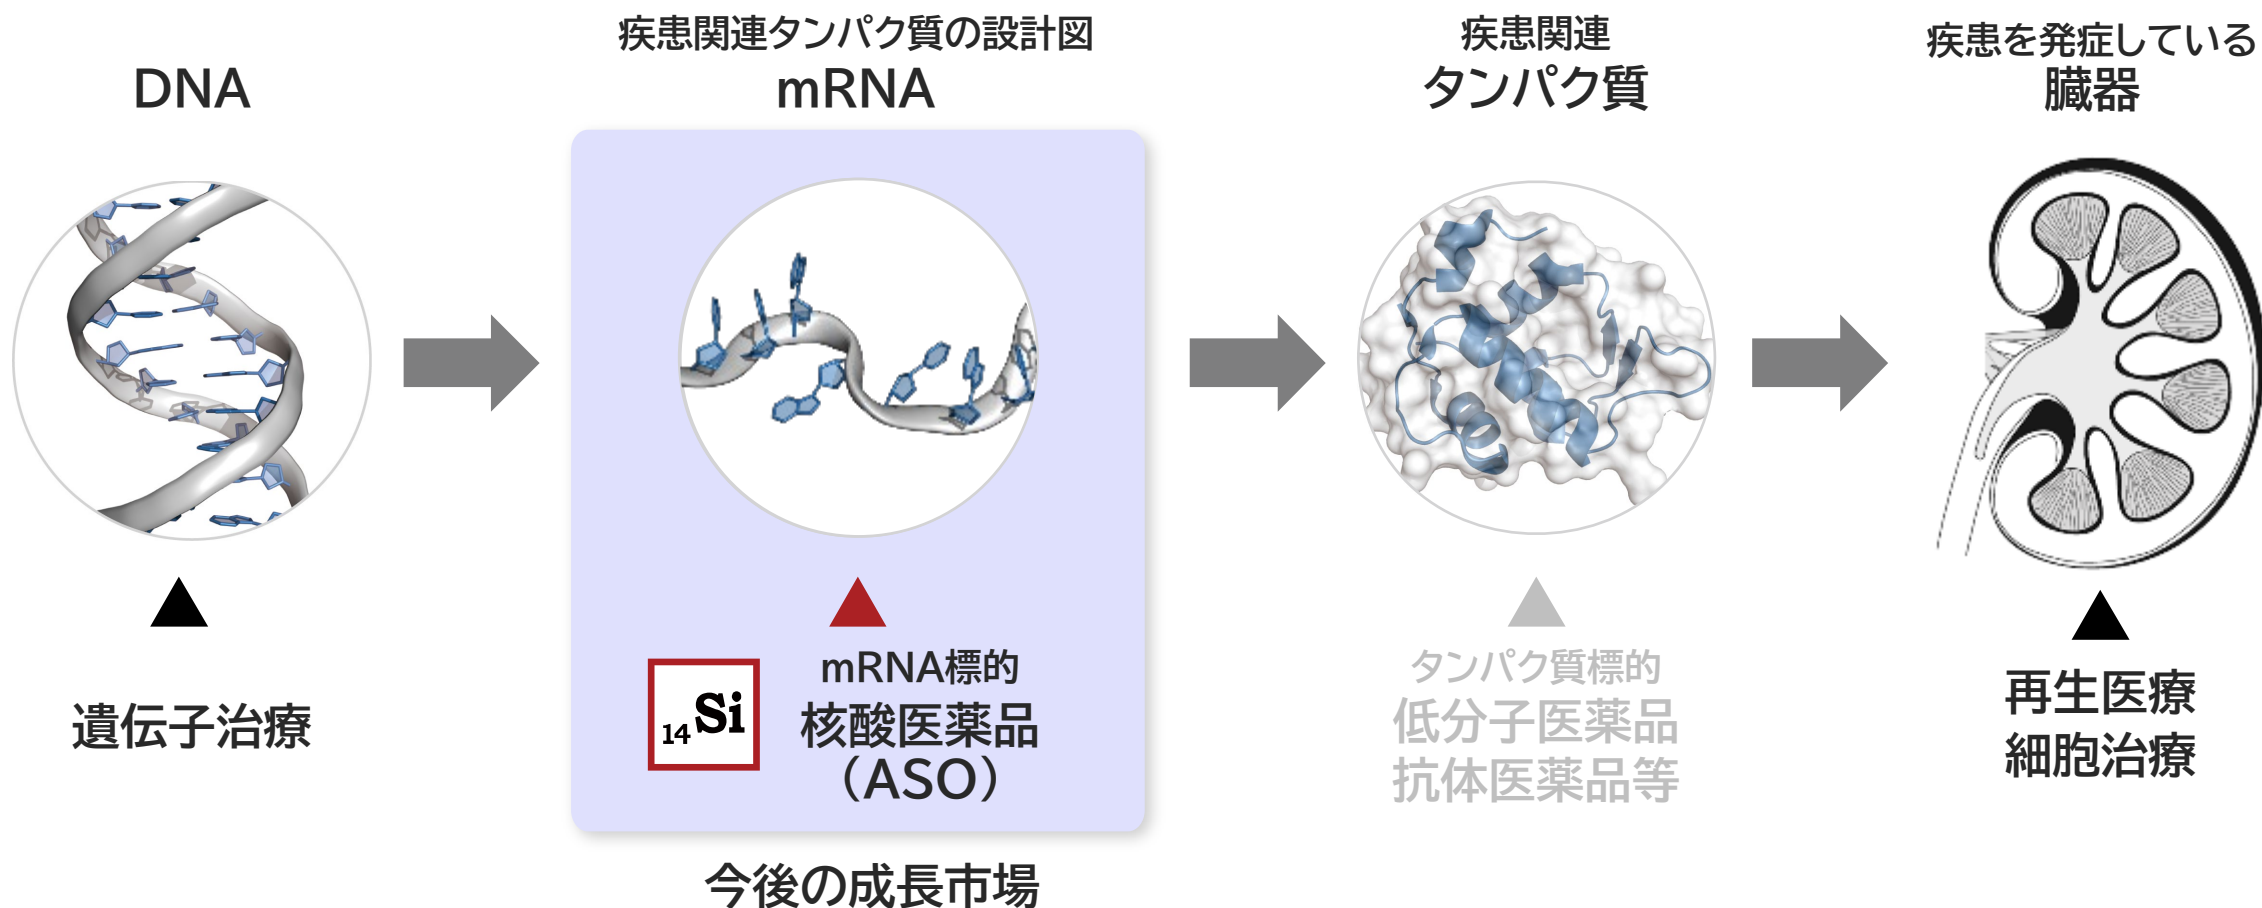 DNA
疾患関連タンパク質の設計図
mRNA
疾患関連
タンパク質
疾患を発症している
臓器
遺伝子治療
14Si
mRNA標的
核酸医薬品
（ASO）
タンパク質標的
低分子医薬品
抗体医薬品等
再生医療
細胞治療
今後の成長市場